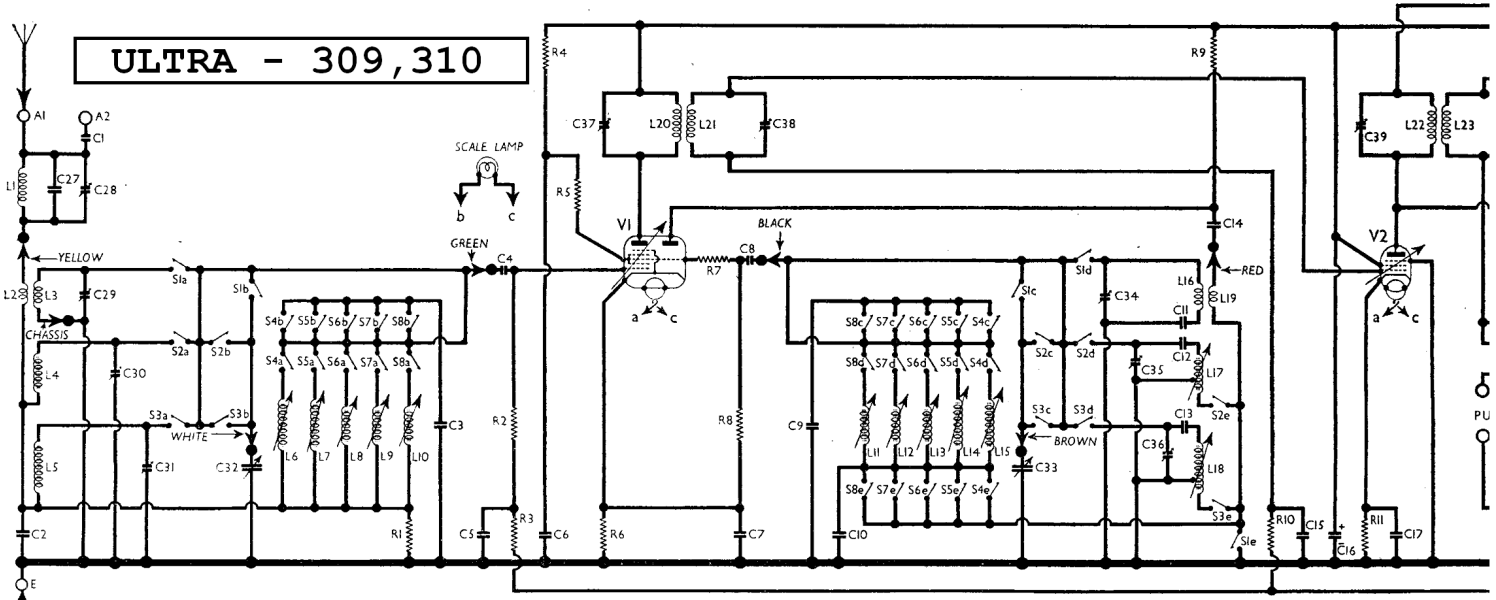 ULTRA - 309,310
A1
A2
C1
L1
C27
C28
YELLOW
L2
L3
C29
CHASSIS
S1a
S1b
S2a
S2b
L4
C30
S3a
S3b
WHITE
L5
C31
C32
C2
E
SCALE LAMP
b
c
GREEN
C4
S4b
S5b
S6b
S7b
S8b
S4a
S5a
S6a
S7a
S8a
L6
L7
L8
L9
L10
C3
R1
C5
R2
R3
R4
R5
C6
C37
L20
L21
C38
V1
a
c
R6
R7
C8
BLACK
R8
C7
S8c
S7c
S6c
S5c
S4c
S8d
S7d
S6d
S5d
S4d
C9
L11
L12
L13
L14
L15
S8e
S7e
S6e
S5e
S4e
C10
S1c
S1d
S2c
S2d
S3c
S3d
BROWN
C33
C34
C35
C36
L16
L19
C11
C12
L17
C13
L18
S2e
S3e
S1e
R9
C14
RED
R10
C15
+
C16
C39
L22
L23
V2
a
c
R11
C17
PU